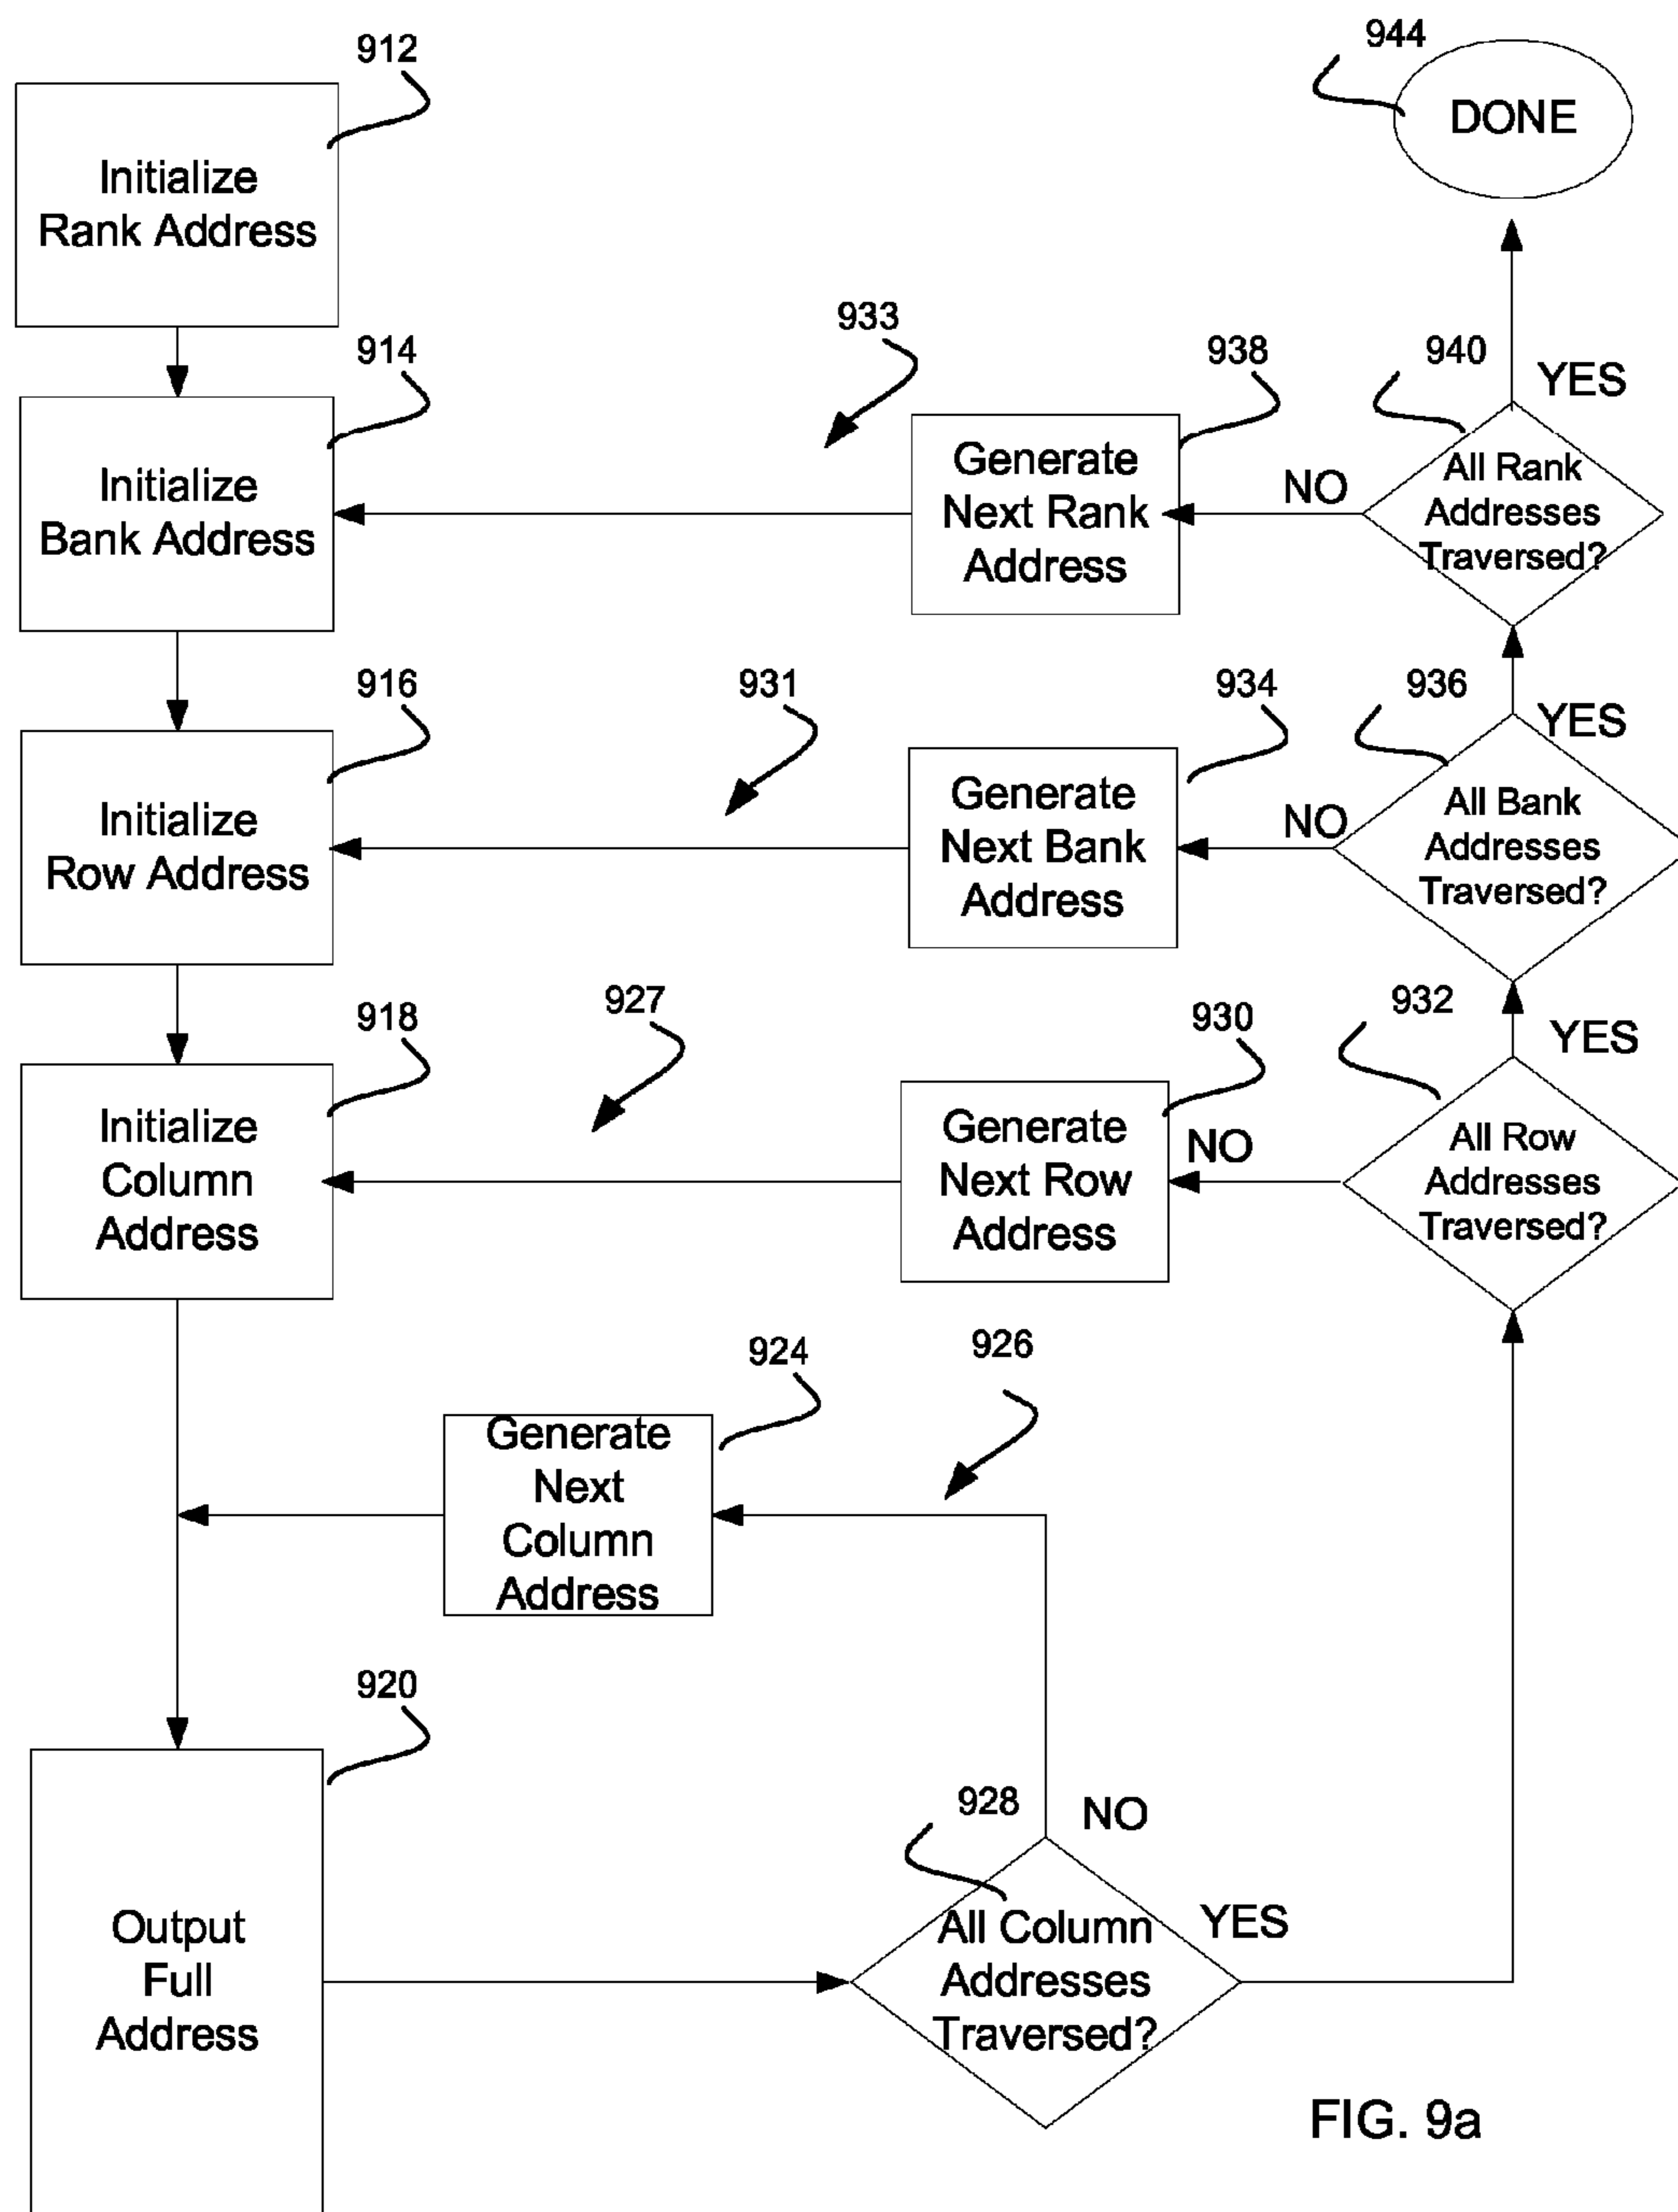 912
944
Initialize
Rank Address
DONE
933
914
938
940
YES
Initialize
Bank Address
Generate
Next Rank
Address
NO
All Rank
Addresses
Traversed?
916
931
934
936
YES
Initialize
Row Address
Generate
Next Bank
Address
NO
All Bank
Addresses
Traversed?
918
927
930
932
YES
Initialize
Column
Address
Generate
Next Row
Address
NO
All Row
Addresses
Traversed?
924
926
Generate
Next
Column
Address
920
928
NO
Output
Full
Address
All Column
Addresses
Traversed?
YES
FIG. 9a